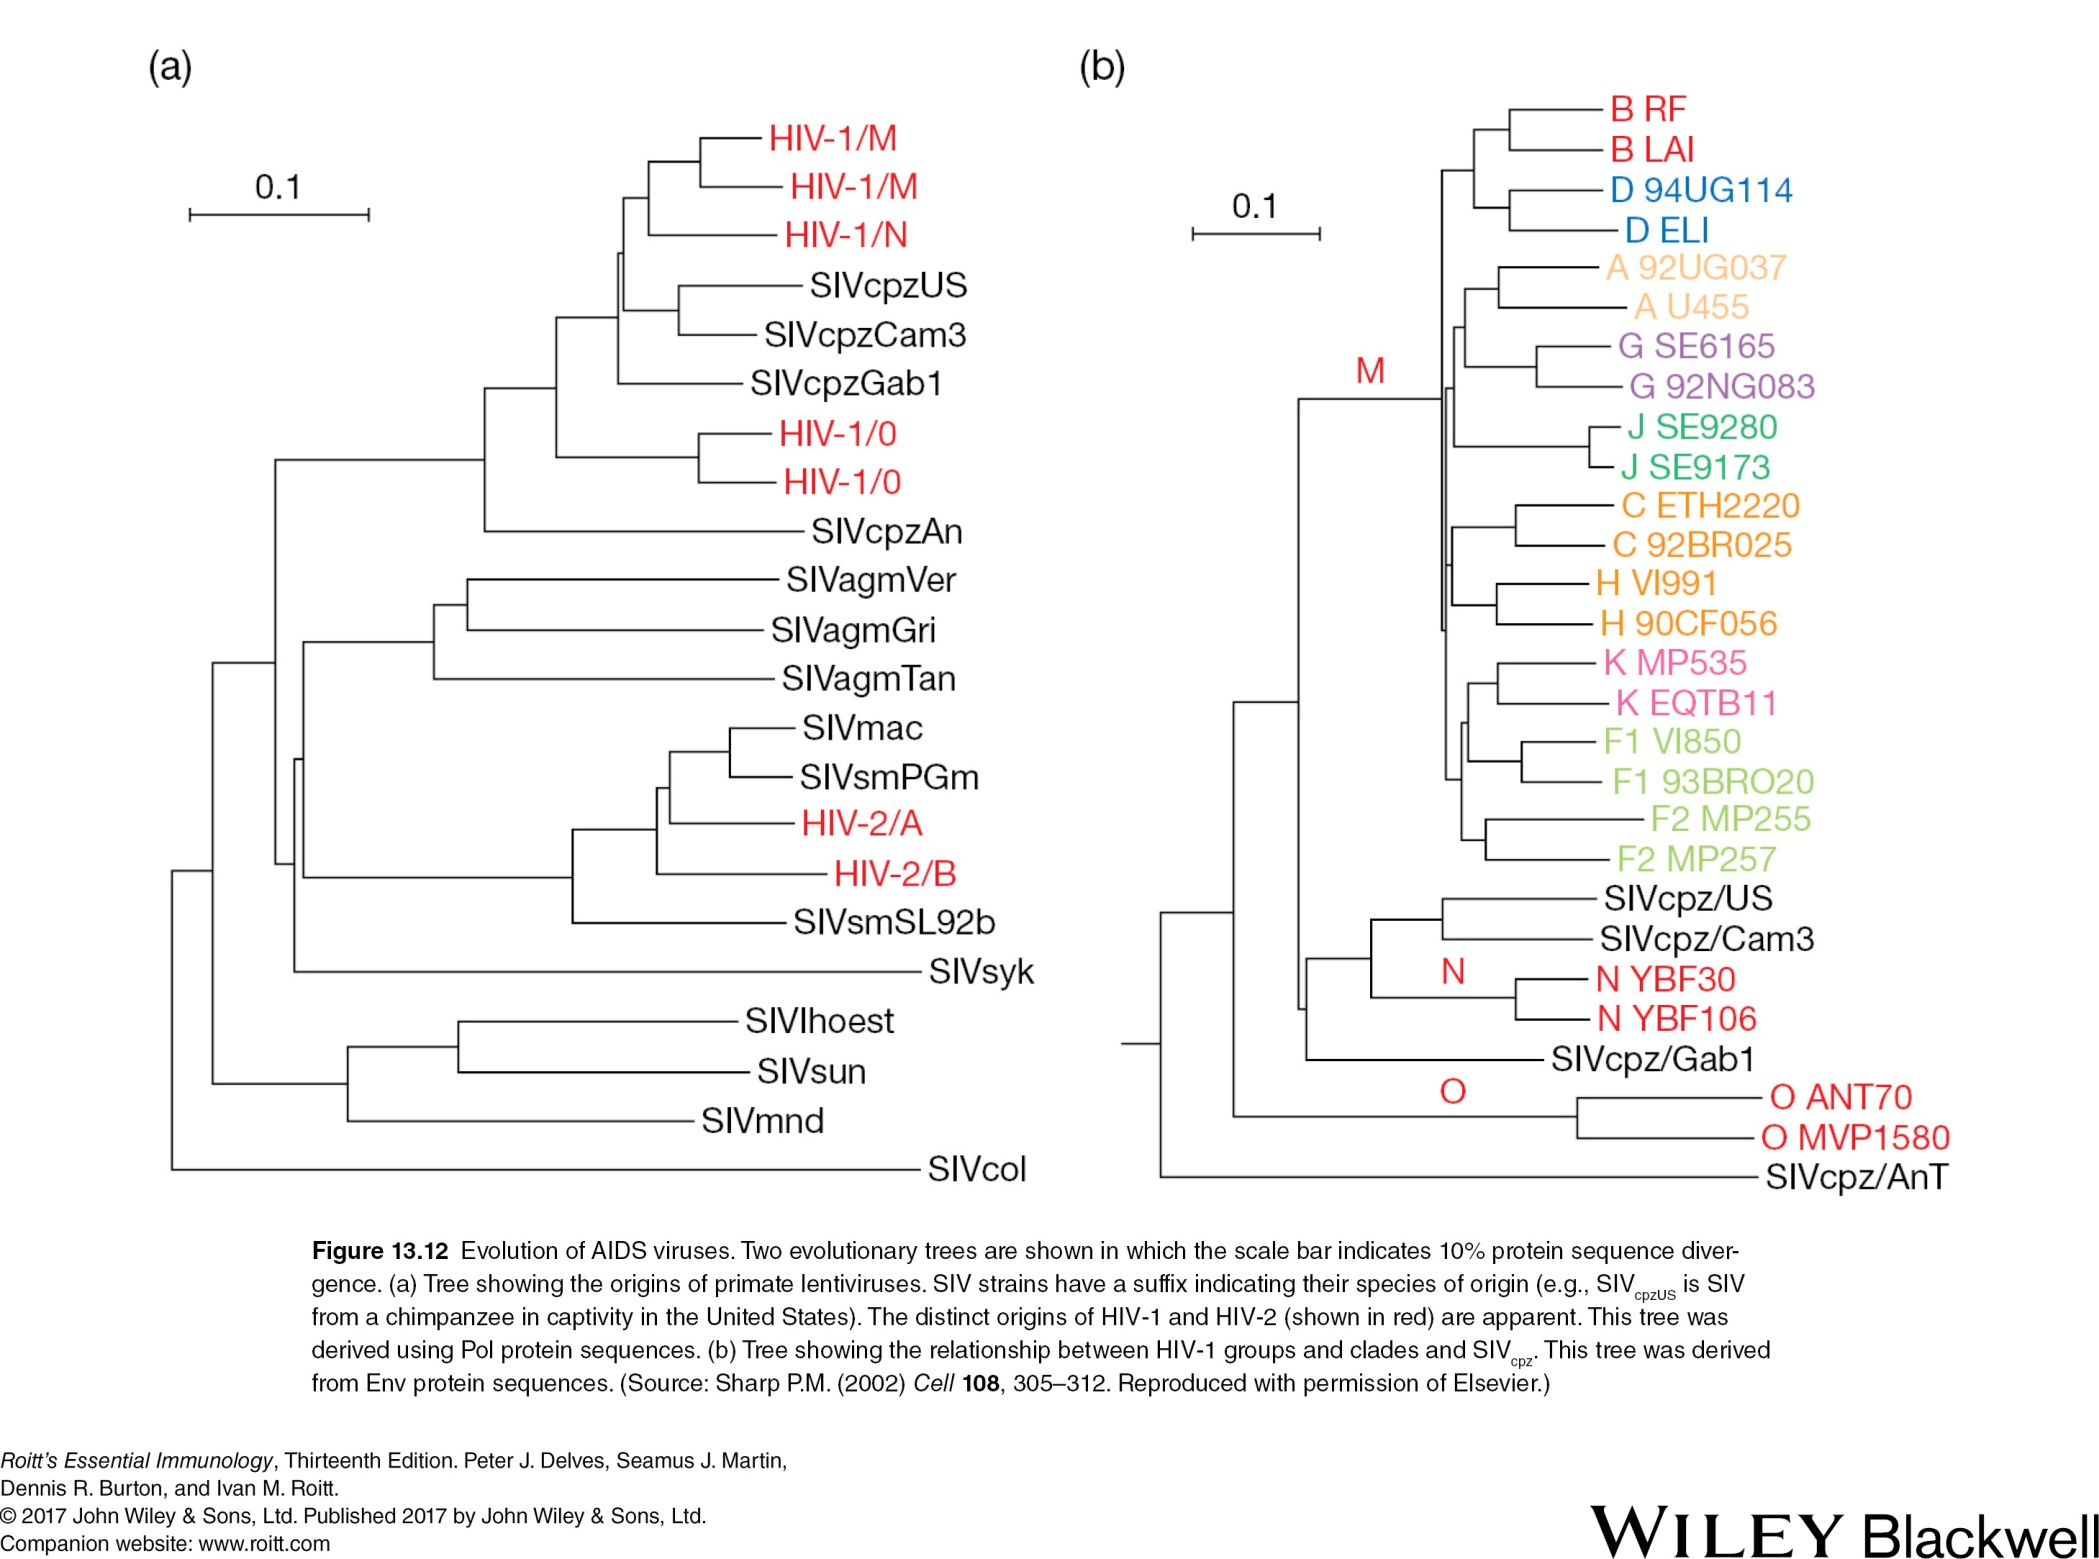 (a)
0.1
HIV-1/M
HIV-1/M
HIV-1/N
SIVcpzUS
SIVcpzCam3
SIVcpzGab1
HIV-1/0
HIV-1/0
SIVcpzAn
SIVagmVer
SIVagmGri
SIVagmTan
SIVmac
SIVsmPGm
HIV-2/A
HIV-2/B
SIVsmSL92b
SIVsyk
SIVlhoest
SIVsun
SIVmnd
SIVcol
(b)
0.1
B RF
B LAI
D 94UG114
D ELI
A 92UG037
A U455
G SE6165
M
G 92NG083
J SE9280
J SE9173
C ETH2220
C 92BR025
H VI991
H 90CF056
K MP535
K EQTB11
F1 VI850
F1 93BRO20
F2 MP255
F2 MP257
SIVcpz/US
SIVcpz/Cam3
N
N YBF30
N YBF106
SIVcpz/Gab1
O
O ANT70
O MVP1580
SIVcpz/AnT
Figure 13.12 Evolution of AIDS viruses. Two evolutionary trees are shown in which the scale bar indicates 10% protein sequence diver-
gence. (a) Tree showing the origins of primate lentiviruses. SIV strains have a suffix indicating their species of origin (e.g., SIVcpzUS is SIV
from a chimpanzee in captivity in the United States). The distinct origins of HIV-1 and HIV-2 (shown in red) are apparent. This tree was
derived using Pol protein sequences. (b) Tree showing the relationship between HIV-1 groups and clades and SIVcpz. This tree was derived
from Env protein sequences. (Source: Sharp P.M. (2002) Cell 108, 305–312. Reproduced with permission of Elsevier.)
Roitt's Essential Immunology, Thirteenth Edition. Peter J. Delves, Seamus J. Martin,
Dennis R. Burton, and Ivan M. Roitt.
© 2017 John Wiley & Sons, Ltd. Published 2017 by John Wiley & Sons, Ltd.
Companion website: www.roitt.com
WILEY Blackwell